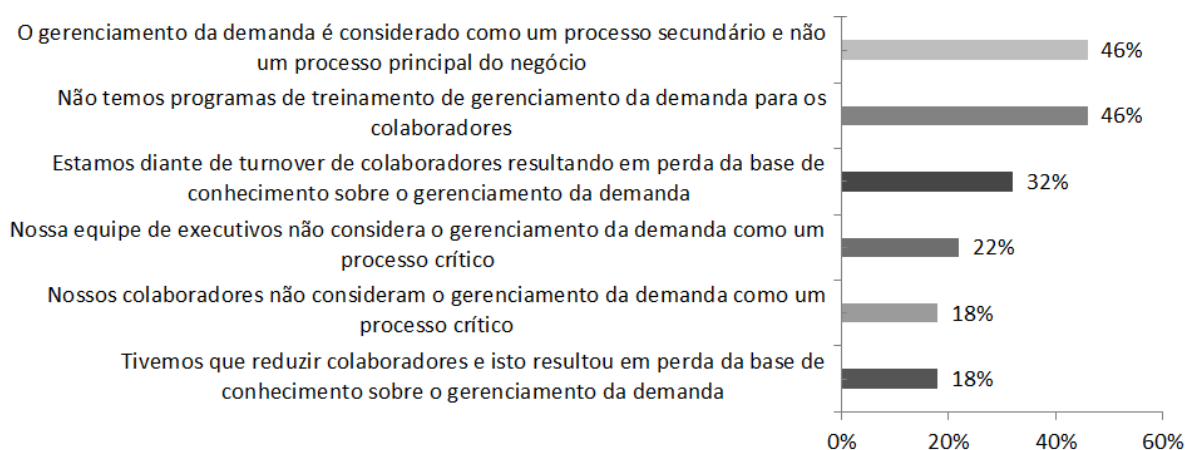 O gerenciamento da demanda é considerado como um processo secundário e não
um processo principal do negócio
46%
Não temos programas de treinamento de gerenciamento da demanda para os
colaboradores
46%
Estamos diante de turnover de colaboradores resultando em perda da base de
conhecimento sobre o gerenciamento da demanda
32%
Nossa equipe de executivos não considera o gerenciamento da demanda como um
processo crítico
22%
Nossos colaboradores não consideram o gerenciamento da demanda como um
processo crítico
18%
Tivemos que reduzir colaboradores e isto resultou em perda da base de
conhecimento sobre o gerenciamento da demanda
18%
0% 20% 40% 60%